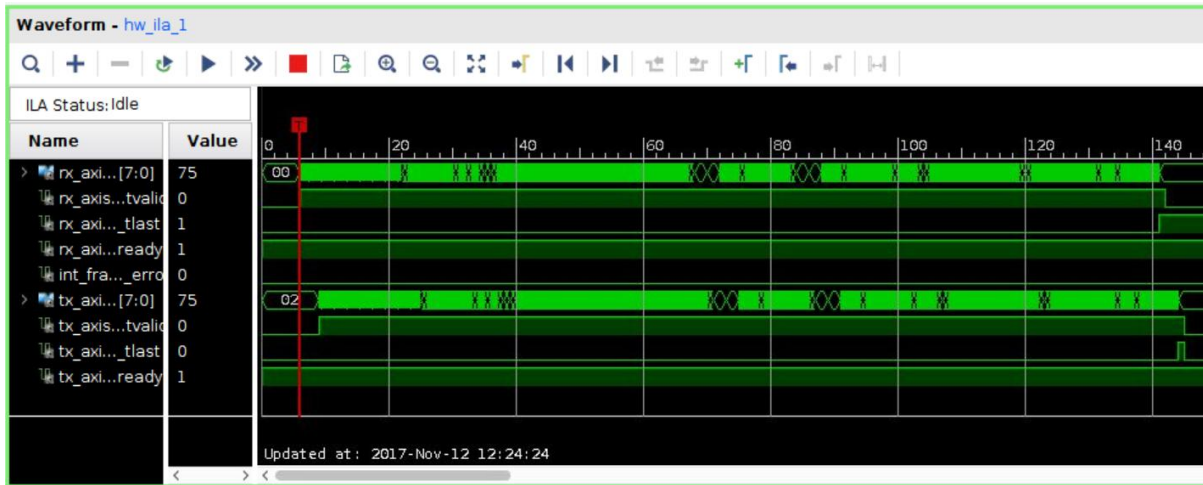 Waveform - hw_ila_1
ILA Status: Idle
Name Value
0 20 40 60 80 100 120 140
T
rx_axi...[7:0] 75 00
rx_axis...tvalid 0
rx_axi..._tlast 1
rx_axi...ready 1
int_fra..._erro 0
tx_axi...[7:0] 75 02
tx_axis...tvalid 0
tx_axi..._tlast 0
tx_axi...ready 1
Updated at: 2017-Nov-12 12:24:24